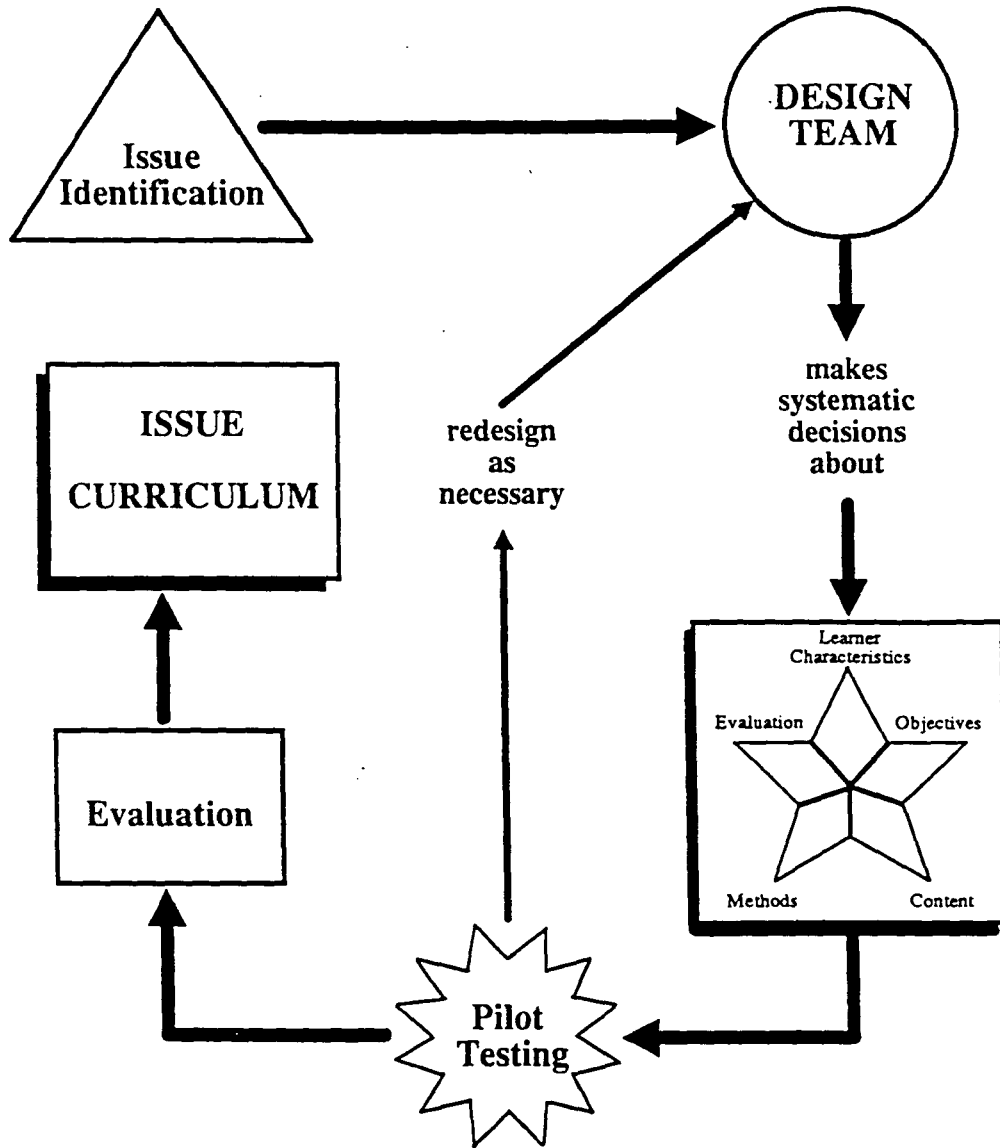 Issue
Identification
DESIGN
TEAM
makes
systematic
decisions
about
Learner
Characteristics
Evaluation
Objectives
Methods
Content
Pilot
Testing
redesign
as
necessary
Evaluation
ISSUE
CURRICULUM